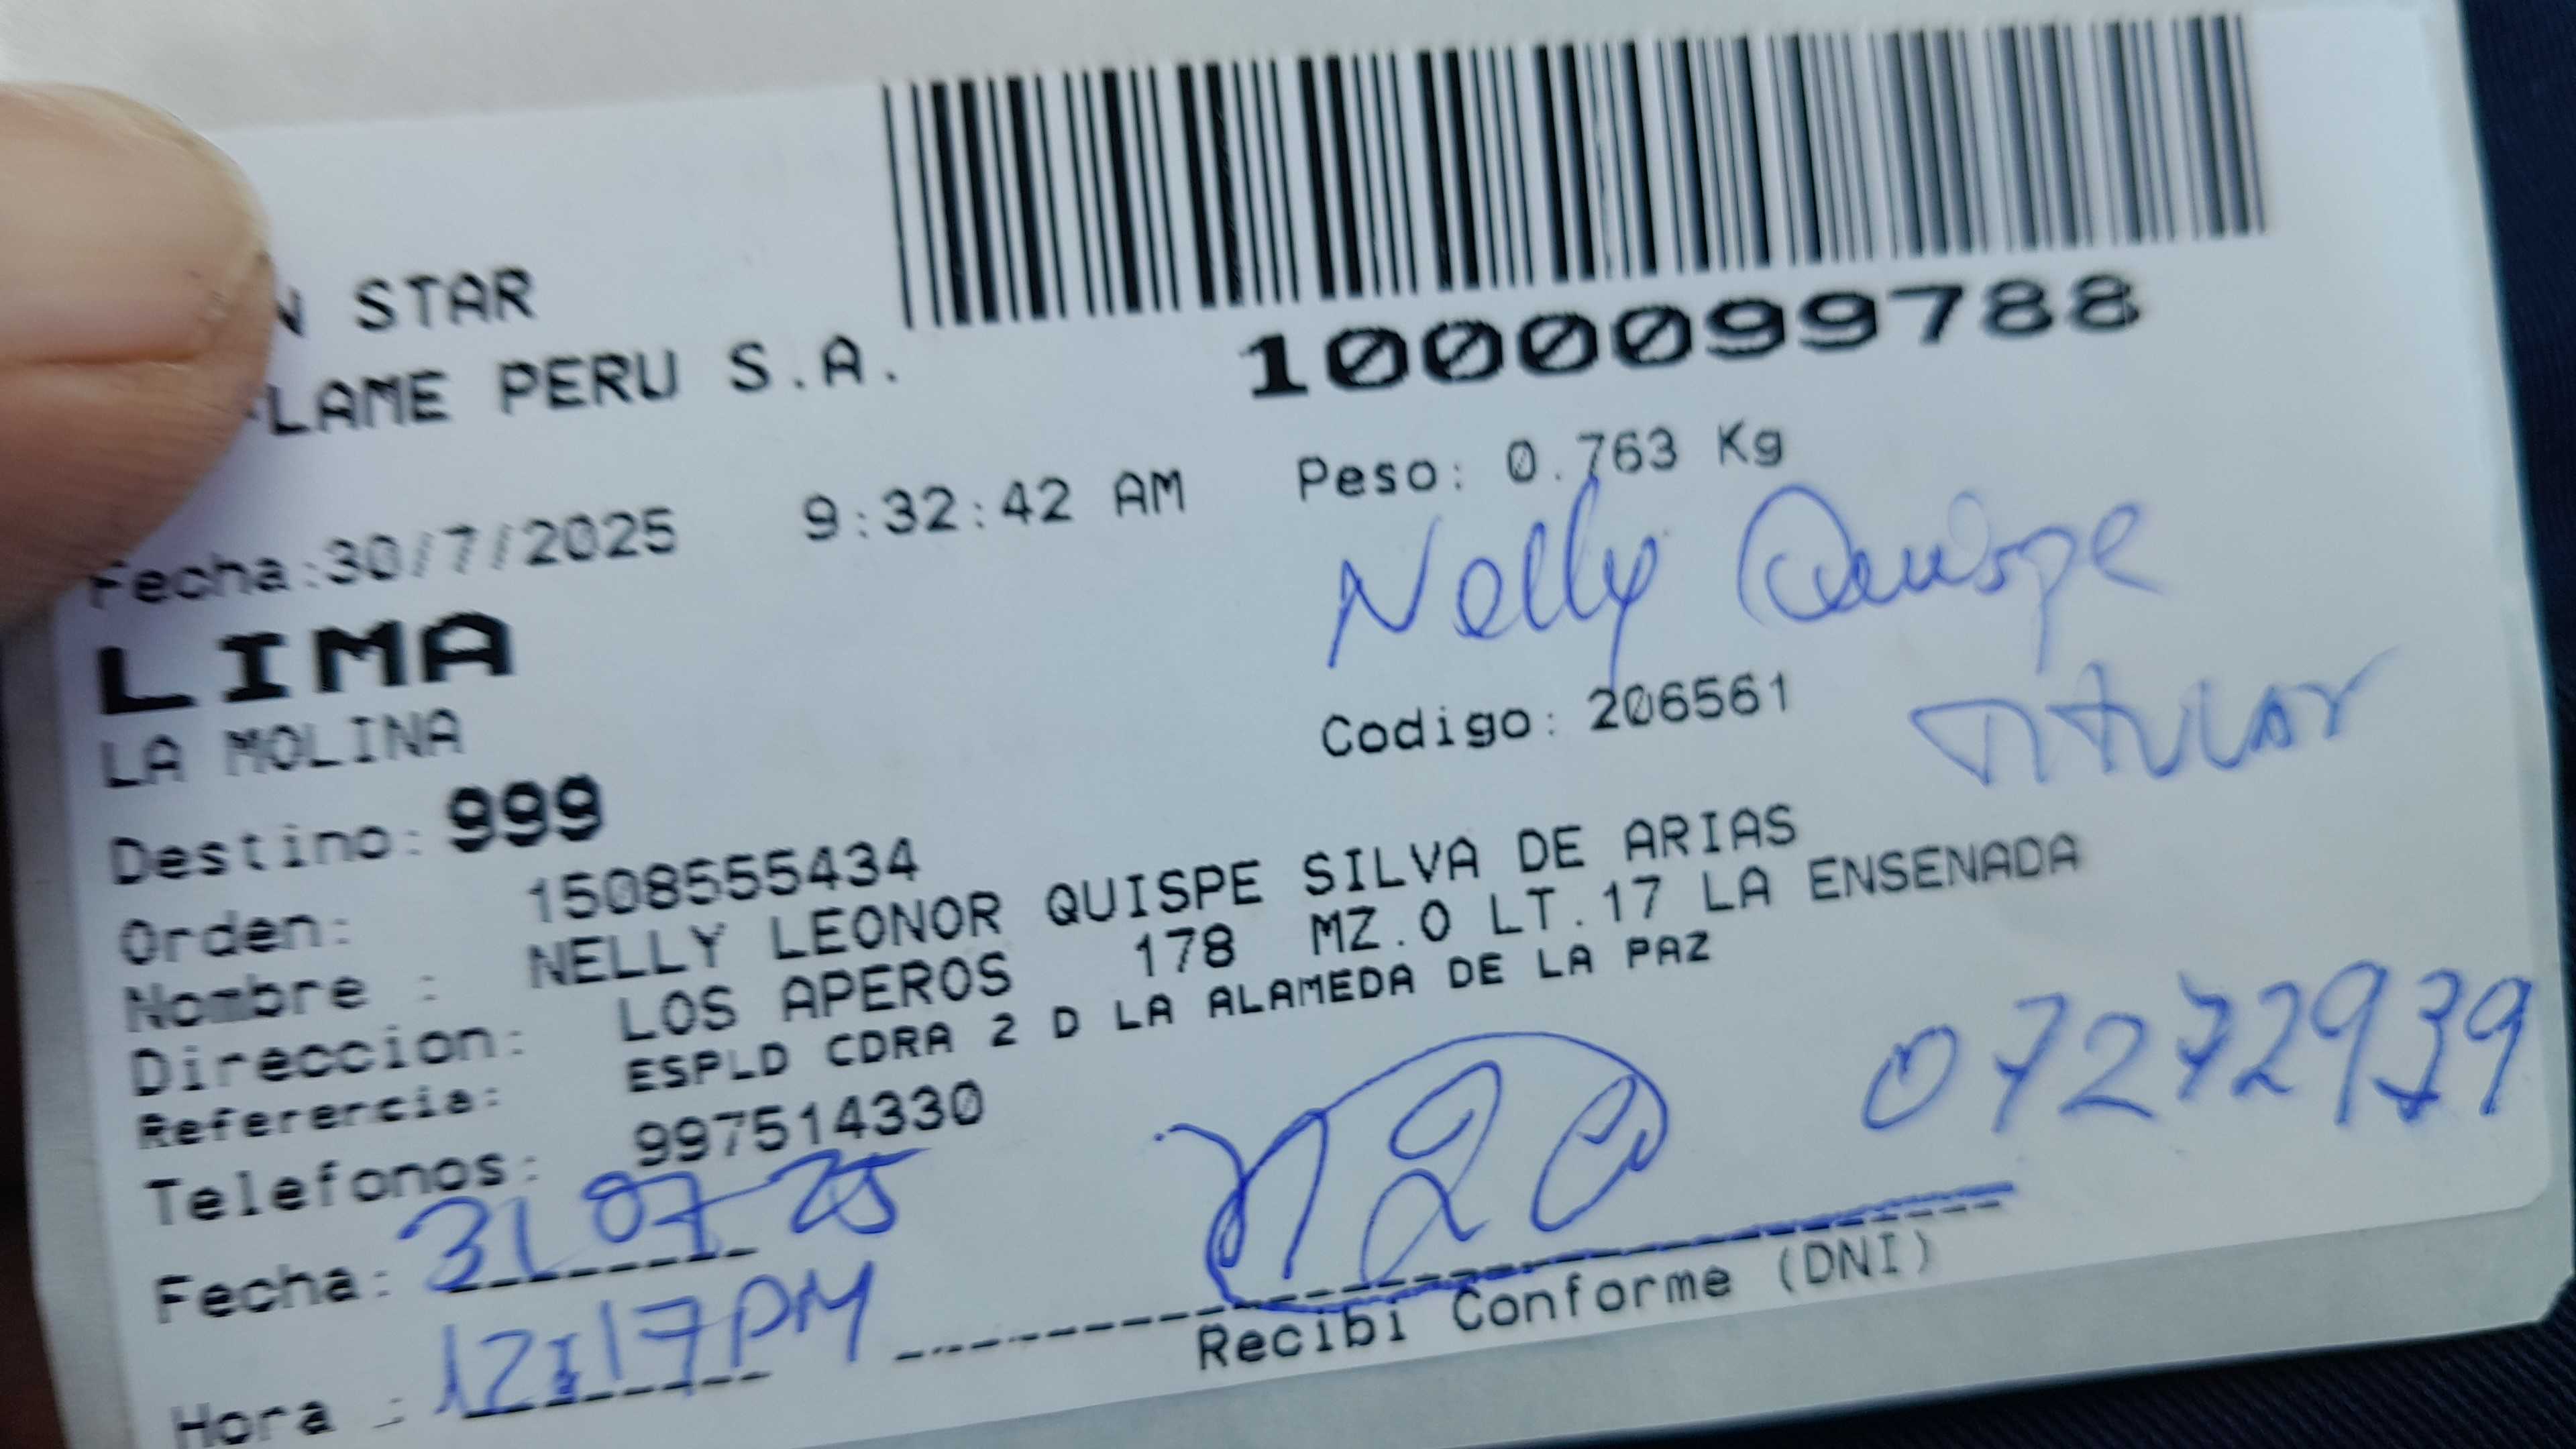 STAR
1000099788
LAME PERU S.A.
Peso: 0.763 Kg
Fecha:30/7/2025 9:32:42 AM
Nelly Quispe
LIMA
LA MOLINA
Codigo: 206561
Titular
Destino: 999
Orden: 1508555434
Nombre : NELLY LEONOR QUISPE SILVA DE ARIAS
Direccion: LOS APEROS 178 MZ.O LT.17 LA ENSENADA
Referencia: ESPLD CDRA 2 D LA ALAMEDA DE LA PAZ
Telefonos: 997514330
07272939
Fecha: 31 07 25
Hora : 12:17 PM
Recibi Conforme (DNI)